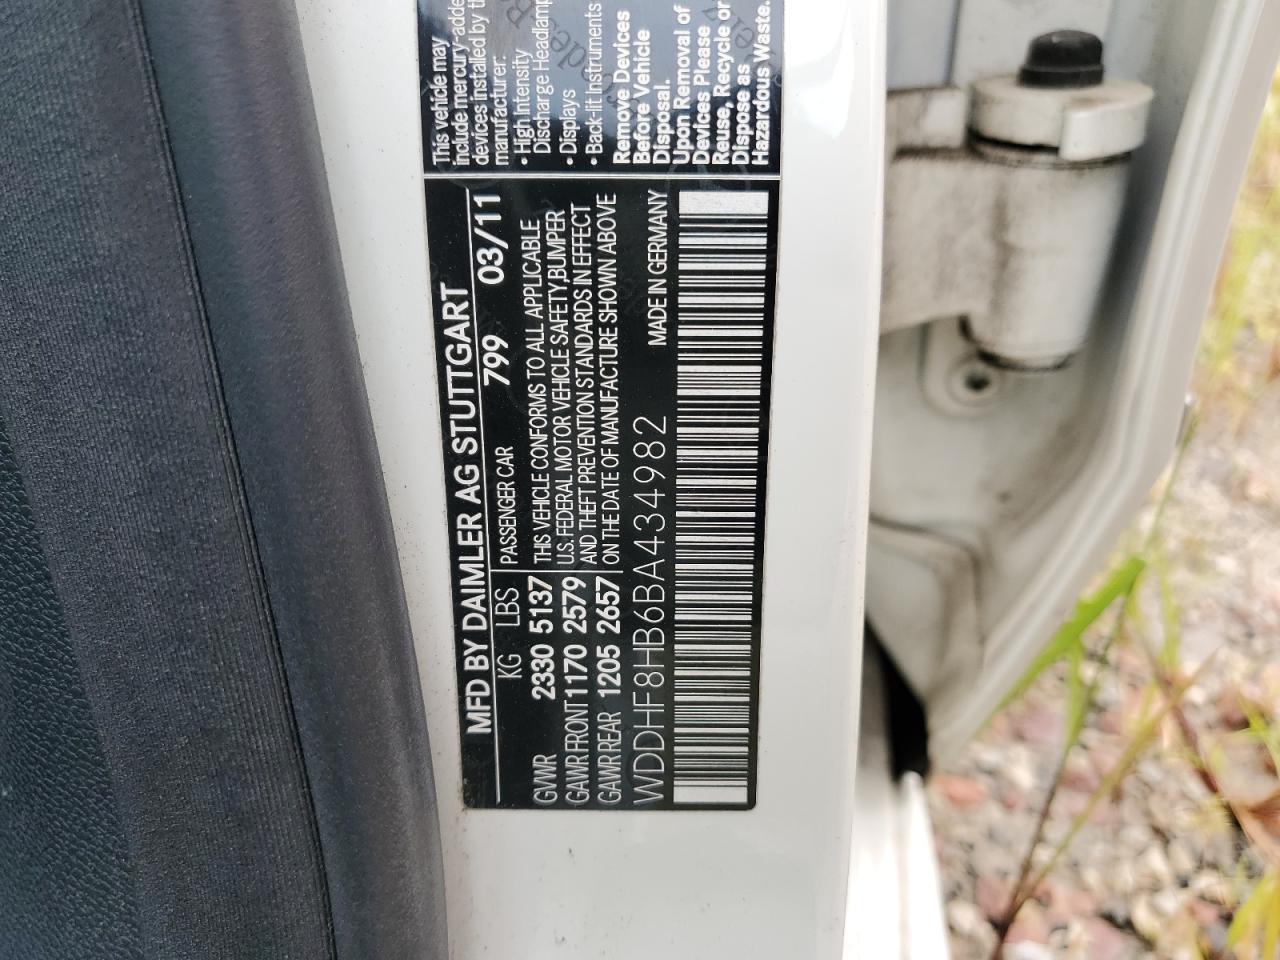 This vehicle may
include mercury-added
devices installed by the
manufacturer:
• High Intensity
Discharge Headlamp
• Displays
• Back-lit Instruments
Remove Devices
Before Vehicle
Disposal.
Upon Removal of
Devices Please
Reuse, Recycle or
Dispose as
Hazardous Waste.
MFD BY DAIMLER AG STUTTGART
KG LBS PASSENGER CAR 799 03/11
GVWR 2330 5137 THIS VEHICLE CONFORMS TO ALL APPLICABLE
GAWR FRONT 1170 2579 U.S. FEDERAL MOTOR VEHICLE SAFETY,BUMPER
GAWR REAR 1205 2657 AND THEFT PREVENTION STANDARDS IN EFFECT
ON THE DATE OF MANUFACTURE SHOWN ABOVE
WDDHF8HB6BA434982 MADE IN GERMANY